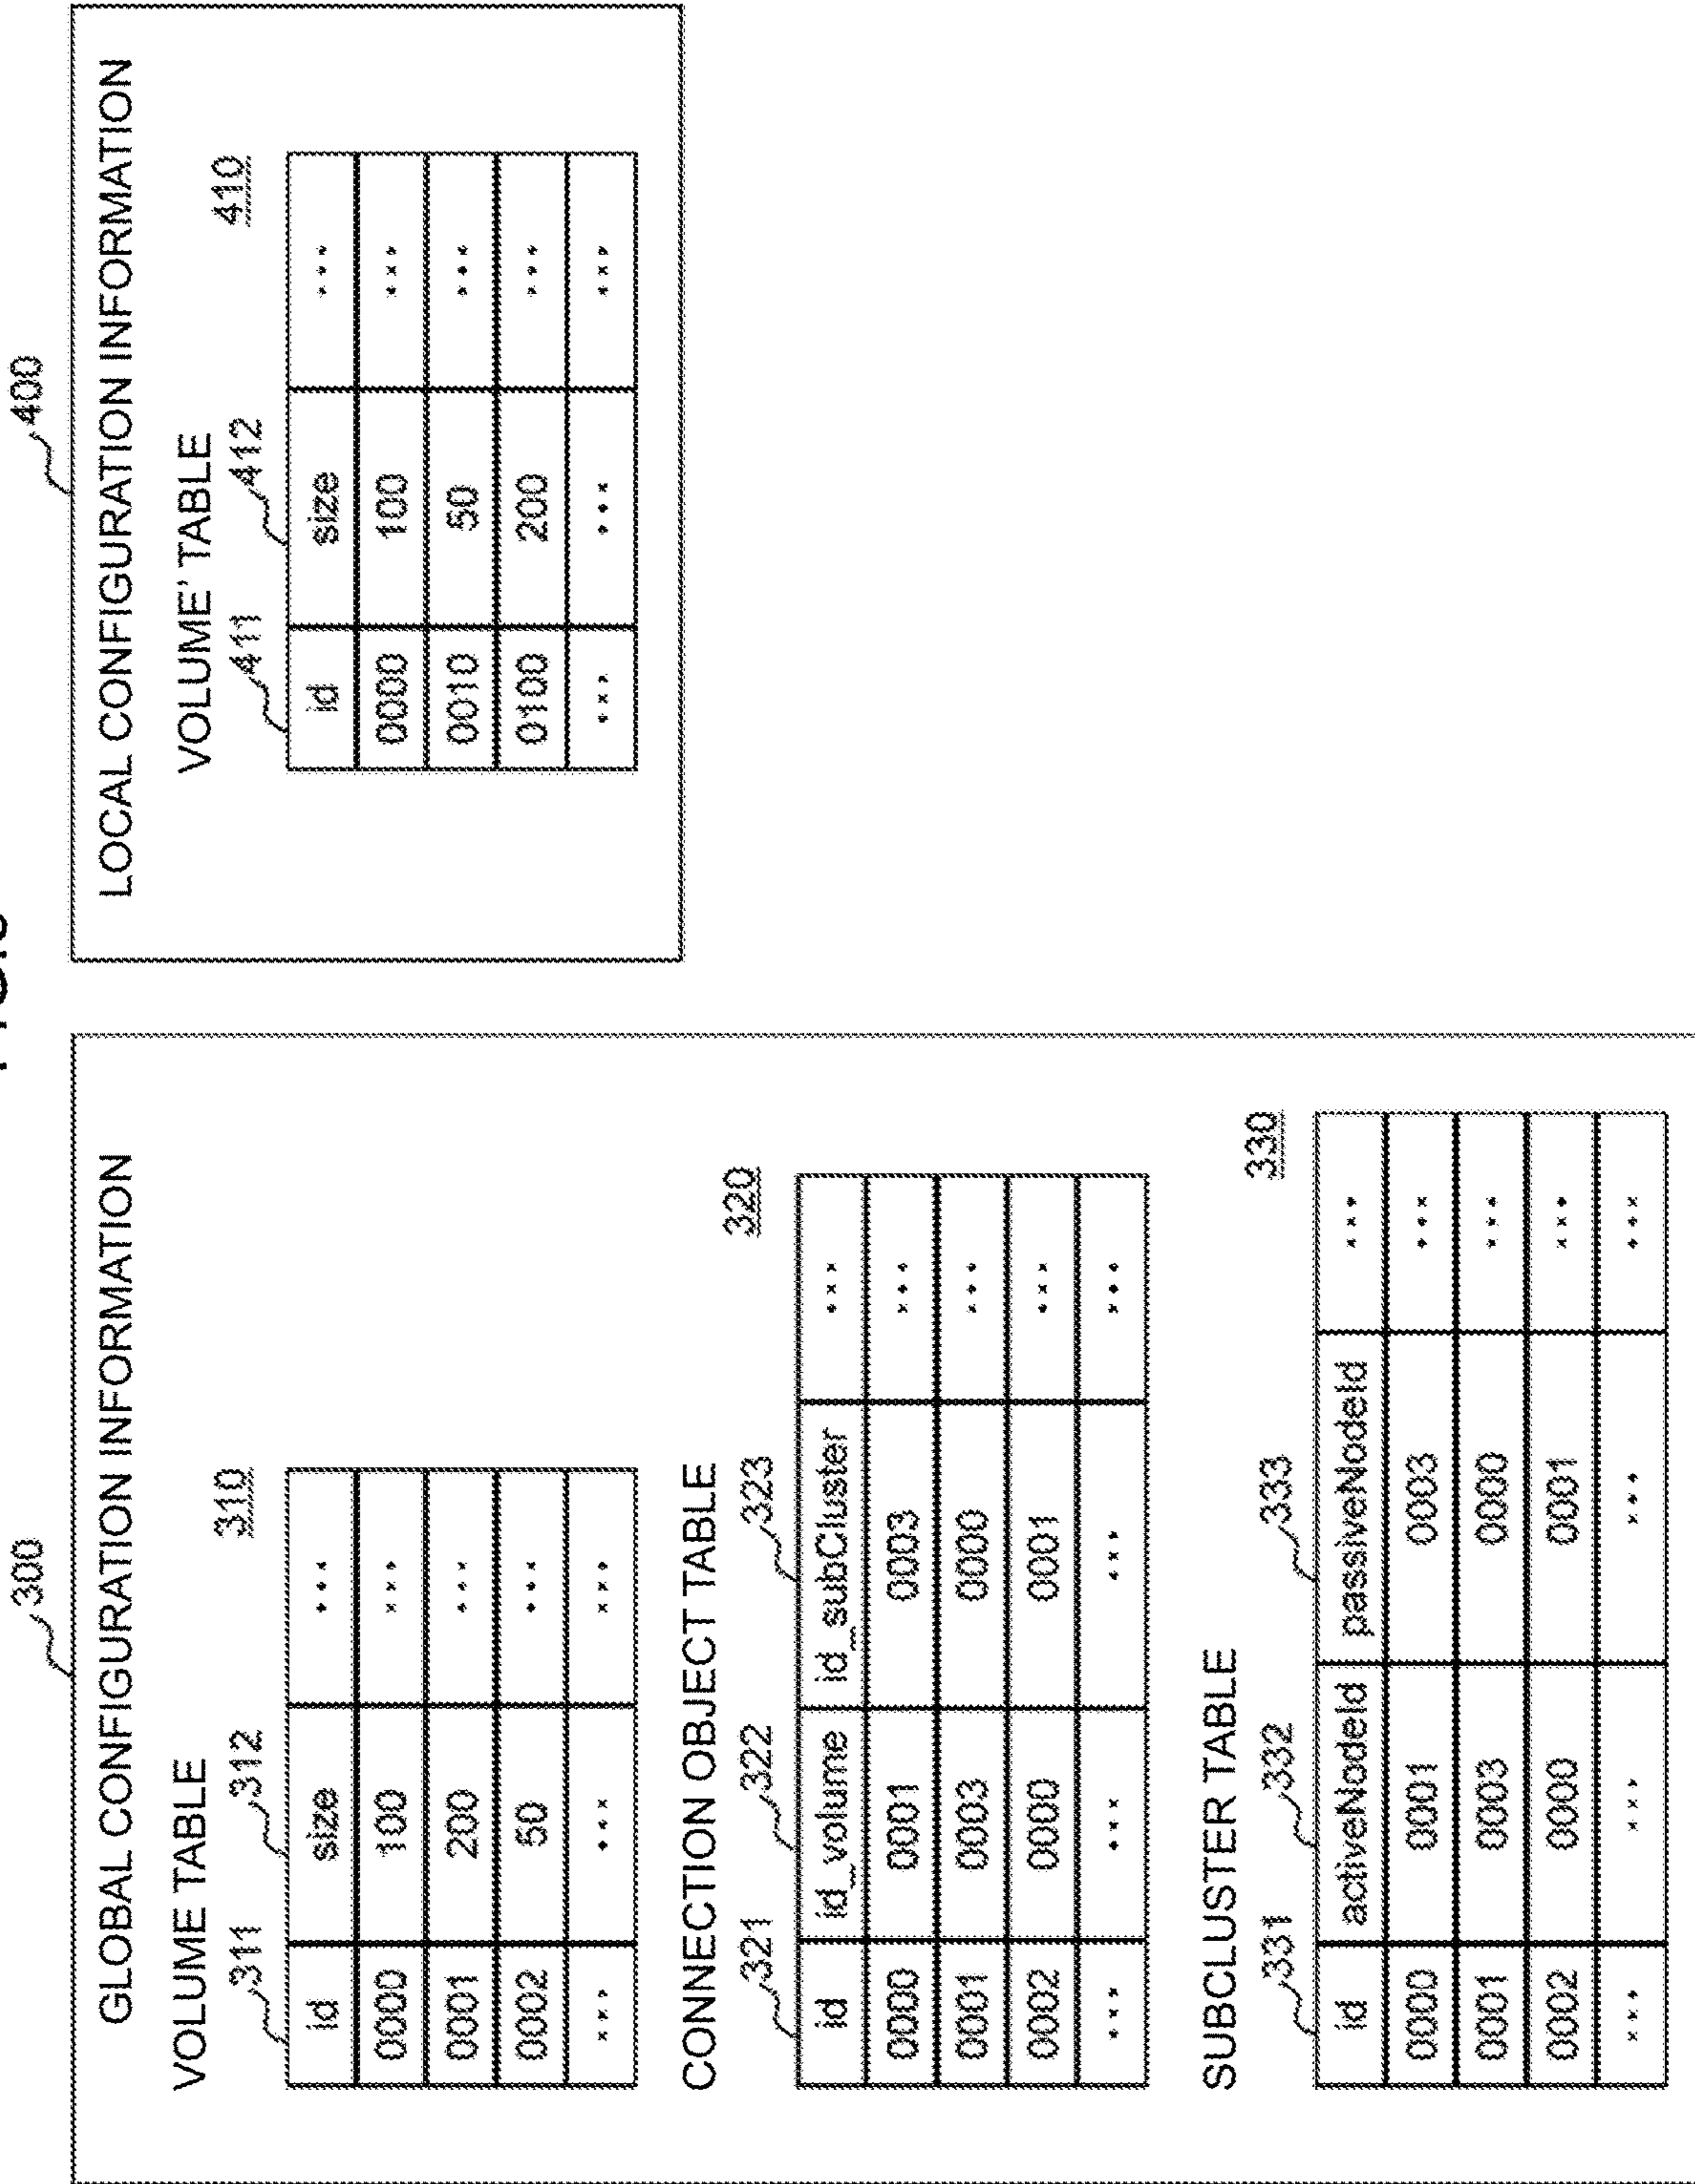 300
GLOBAL CONFIGURATION INFORMATION
VOLUME TABLE
310
311 312
id size ...
0000 100 ...
0001 200 ...
0002 50 ...
... ... ...
CONNECTION OBJECT TABLE
320
321 322 323
id id_volume id_subCluster ...
0000 0001 0003 ...
0001 0003 0000 ...
0002 0000 0001 ...
... ... ... ...
SUBCLUSTER TABLE
330
331 332 333
id activeNodeId passiveNodeId ...
0000 0001 0003 ...
0001 0003 0000 ...
0002 0000 0001 ...
... ... ... ...
400
LOCAL CONFIGURATION INFORMATION
VOLUME' TABLE
410
411 412
id size ...
0000 100 ...
0010 50 ...
0100 200 ...
... ... ...